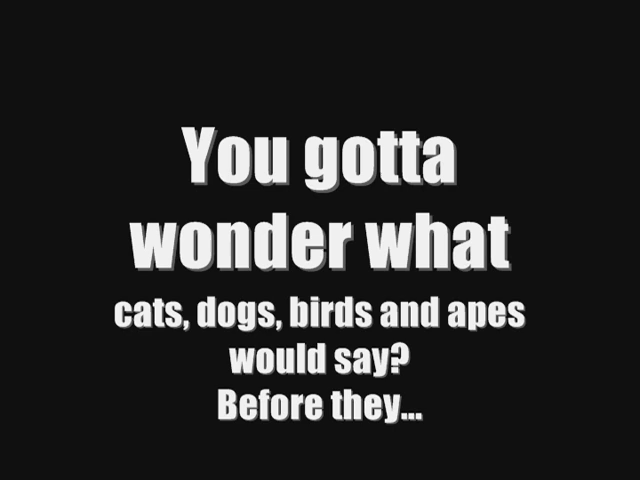 You gotta
wonder what
cats, dogs, birds and apes
would say?
Before they...